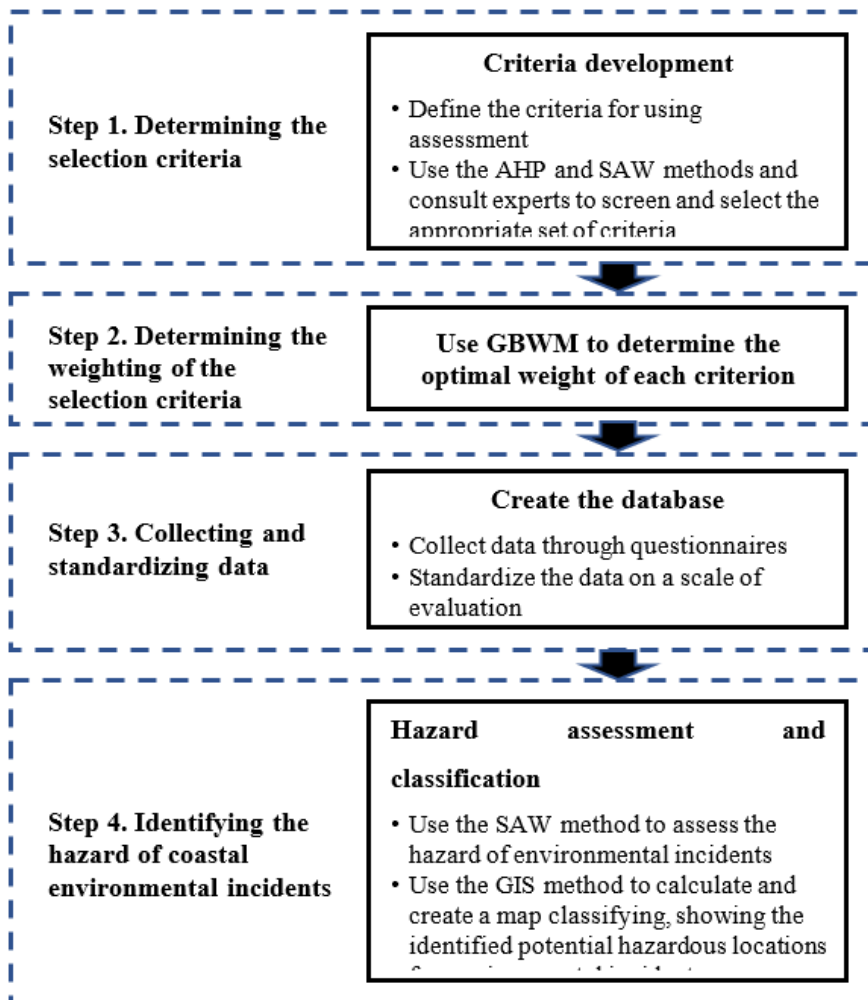 Step 1. Determining the
selection criteria
Criteria development
• Define the criteria for using
assessment
• Use the AHP and SAW methods and
consult experts to screen and select the
appropriate set of criteria
Step 2. Determining the
weighting of the
selection criteria
Use GBWM to determine the
optimal weight of each criterion
Step 3. Collecting and
standardizing data
Create the database
• Collect data through questionnaires
• Standardize the data on a scale of
evaluation
Step 4. Identifying the
hazard of coastal
environmental incidents
Hazard assessment and
classification
• Use the SAW method to assess the
hazard of environmental incidents
• Use the GIS method to calculate and
create a map classifying, showing the
identified potential hazardous locations